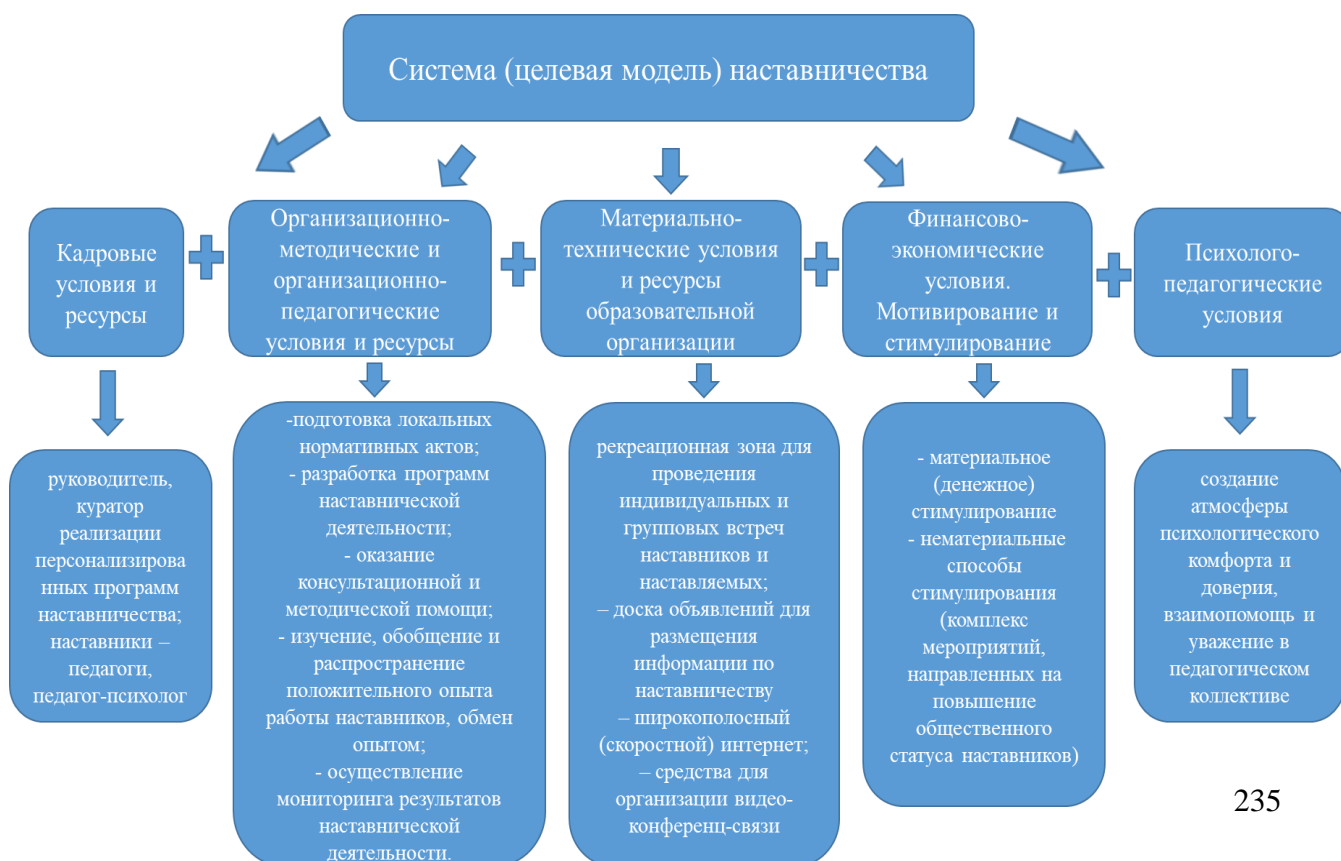 Система (целевая модель) наставничества
Кадровые
условия и
ресурсы
Организационно-
методические и
организационно-
педагогические
условия и ресурсы
Материально-
технические условия
и ресурсы
образовательной
организации
Финансово-
экономические
условия.
Мотивирование и
стимулирование
Психолого-
педагогические
условия
руководитель,
куратор
реализации
персонализирова
нных программ
наставничества;
наставники –
педагоги,
педагог-психолог
-подготовка локальных
нормативных актов;
- разработка программ
наставнической
деятельности;
- оказание
консультационной и
методической помощи;
- изучение, обобщение и
распространение
положительного опыта
работы наставников, обмен
опытом;
- осуществление
мониторинга результатов
наставнической
деятельности.
рекреационная зона для
проведения
индивидуальных и
групповых встреч
наставников и
наставляемых;
– доска объявлений для
размещения
информации по
наставничеству
– широкополосный
(скоростной) интернет;
– средства для
организации видео-
конференц-связи
- материальное
(денежное)
стимулирование
- нематериальные
способы
стимулирования
(комплекс
мероприятий,
направленных на
повышение
общественного
статуса наставников)
создание
атмосферы
психологического
комфорта и
доверия,
взаимопомощь и
уважение в
педагогическом
коллективе
235